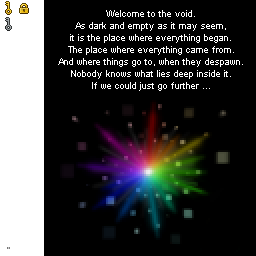 Welcome to the void.
As dark and empty as it may seem,
it is the place where everything began.
The place where everything came from.
And where things go to, when they despawn.
Nobody knows what lies deep inside it.
If we could just go further ...